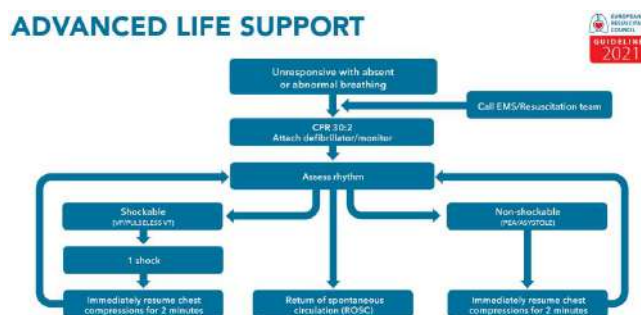 ADVANCED LIFE SUPPORT
EUROPEAN
RESUSCITATION
COUNCIL
GUIDELINES
2021
Unresponsive with absent
or abnormal breathing
Call EMS/Resuscitation team
CPR 30:2
Attach defibrillator/monitor
Assess rhythm
Shockable
(VF/PULSELESS VT)
Non-shockable
(PEA/ASYSTOLE)
1 shock
Immediately resume chest
compressions for 2 minutes
Return of spontaneous
circulation (ROSC)
Immediately resume chest
compressions for 2 minutes